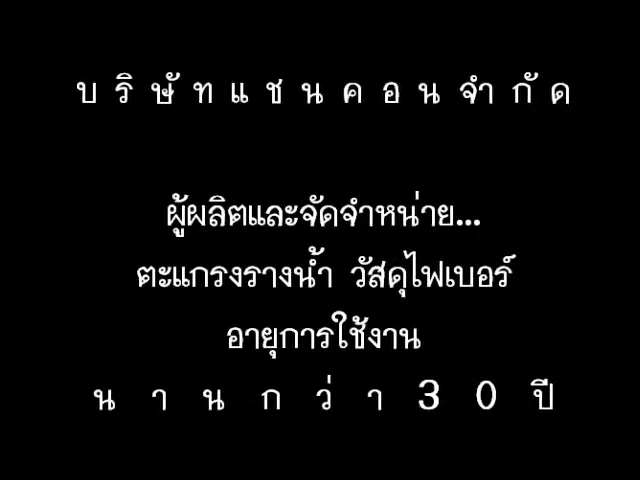 บริษัทแชนคอนจำกัด
ผู้ผลิตและจัดจำหน่าย...
ตะแกรงรางน้ำ วัสดุไฟเบอร์
อายุการใช้งาน
นานกว่า30ปี